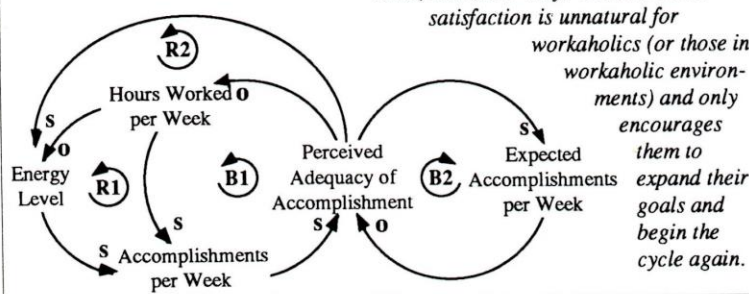 satisfaction is unnatural for
workaholics (or those in
workaholic environ-
ments) and only
encourages
them to
expand their
goals and
begin the
cycle again.
R2
Hours Worked
per Week
o
s
o
Energy
Level
R1
B1
Perceived
Adequacy of
Accomplishment
B2
s
Expected
Accomplishments
per Week
s
s
o
s
Accomplishments
per Week